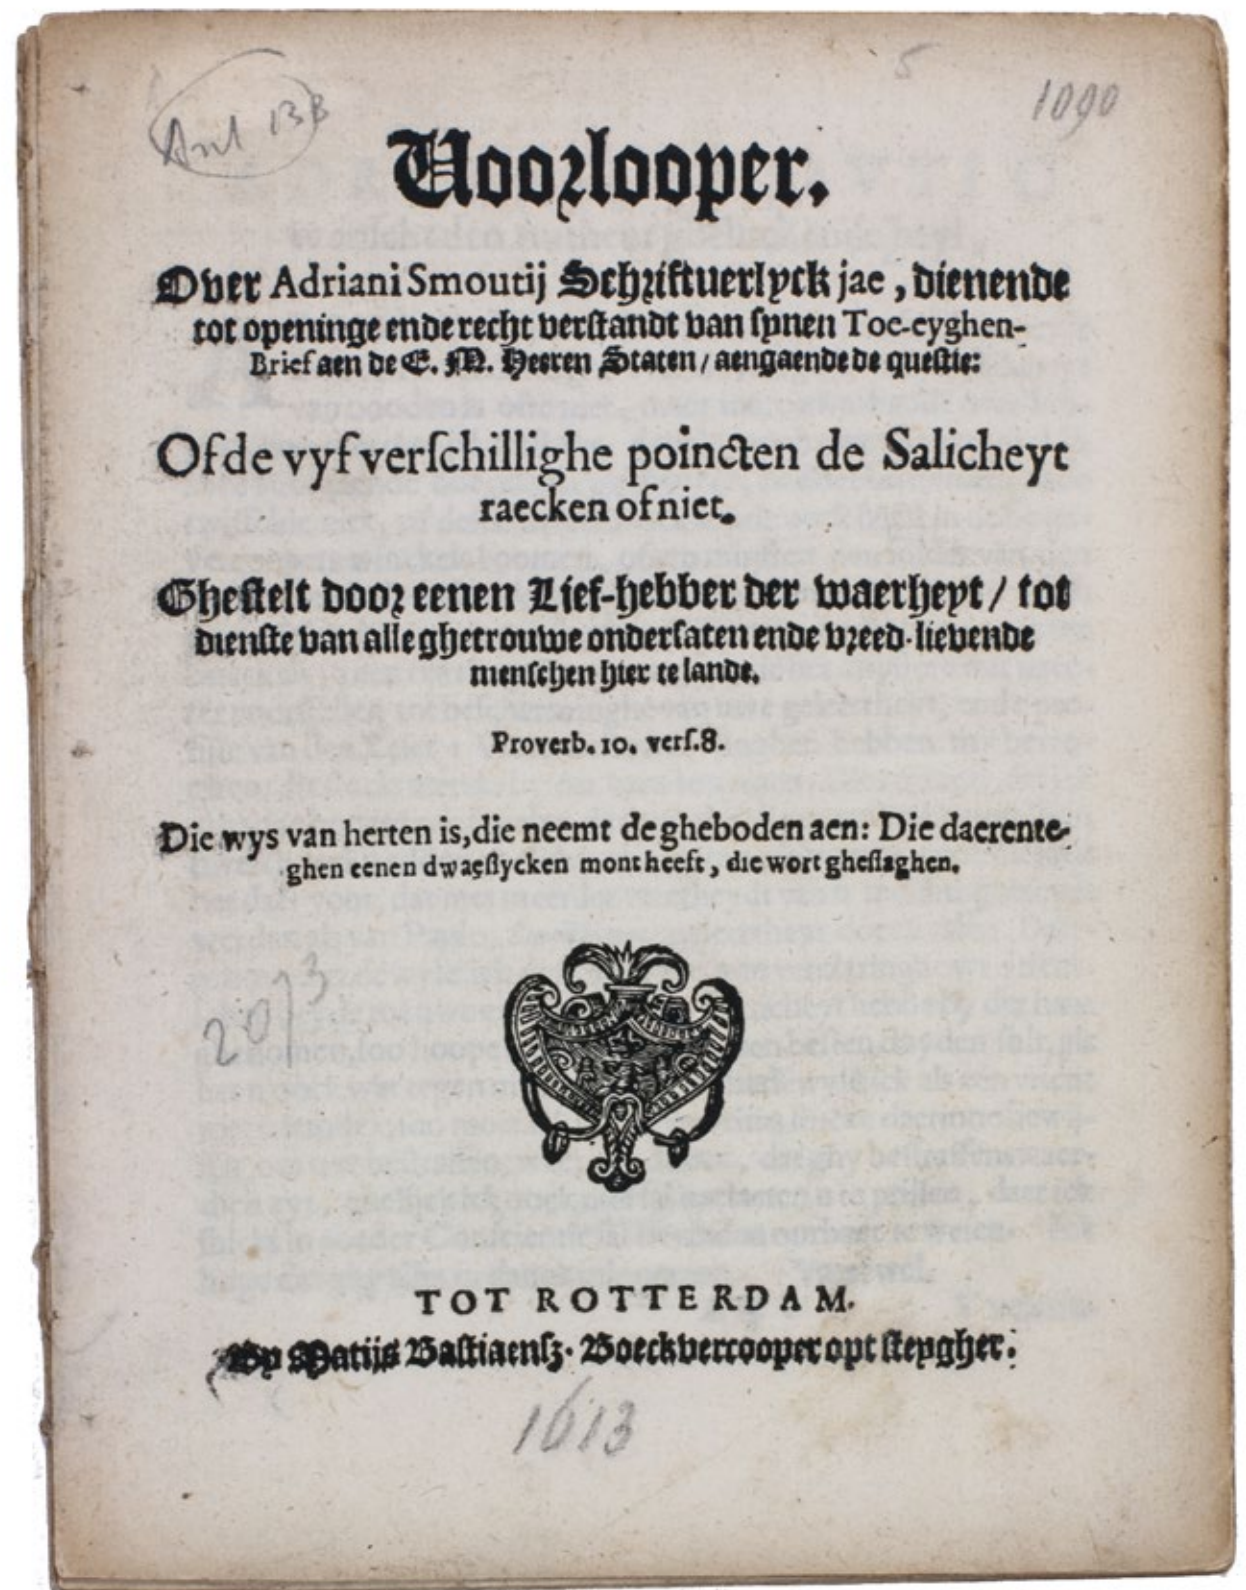 5
1090
Voorlooper.
Over Adriani Smoutij Schriftuerlyck jae, dienende
tot openinge ende recht verstandt van synen Toe-eyghen-
Brief aen de E. M. Heeren Staten / aengaende de questie:
Of de vyf verschillighe poincten de Salicheyt
raecken of niet.
Ghestelt door eenen Lief-hebber der waerheyt / tot
dienste van alle ghetrouwe ondersaten ende vreed-lievende
menschen hier te lande.
Proverb. 10. vers. 8.
Die wys van herten is, die neemt de gheboden aen: Die daerente-
ghen eenen dwaeslycken mont heeft, die wort gheslaghen.
2013
TOT ROTTERDAM.
By Matijs Bastiaensz. Boeckvercooper opt steygher.
1613